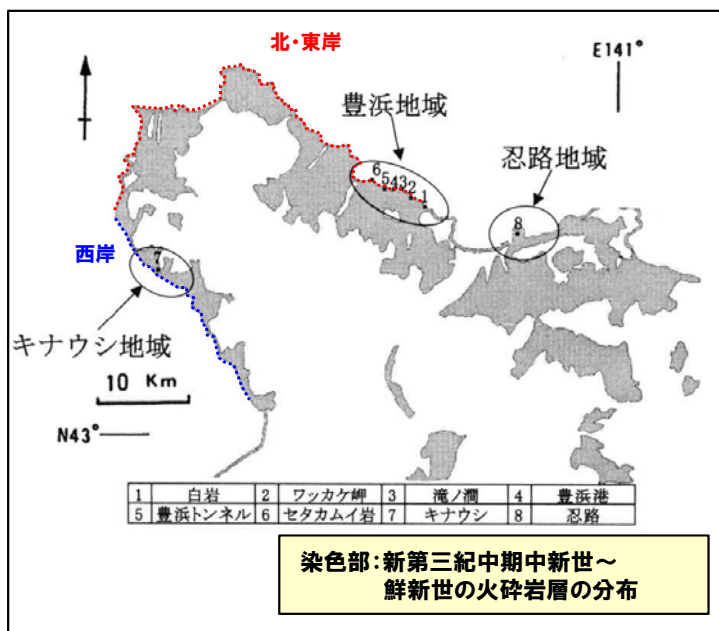 北・東岸
E141°
豊浜地域
忍路地域
6
5
4
3
2
1
8
西岸
7
キナウシ地域
10 Km
N43°
1 白岩 2 ワッカケ岬 3 滝ノ澗 4 豊浜港
5 豊浜トンネル 6 セタカムイ岩 7 キナウシ 8 忍路
染色部:新第三紀中期中新世～
鮮新世の火砕岩層の分布